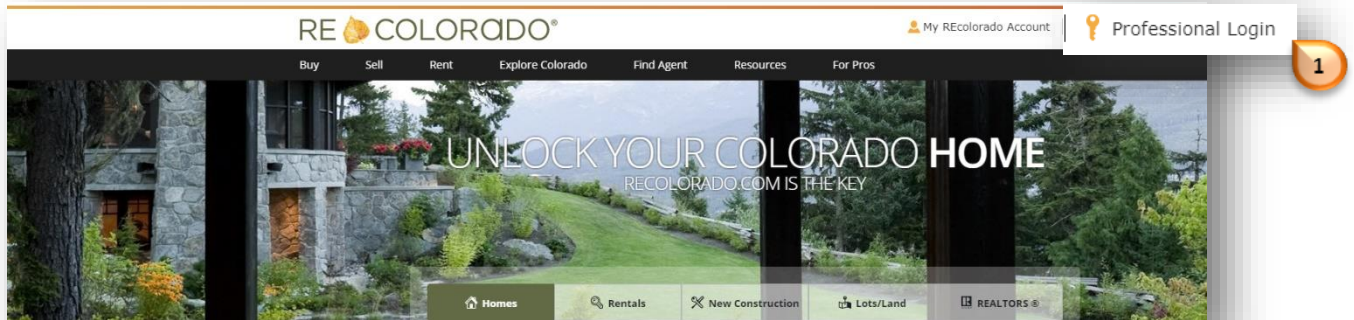 RE COLORADO®
My REcolorado Account
Professional Login
1
Buy Sell Rent Explore Colorado Find Agent Resources For Pros
UNLOCK YOUR COLORADO HOME
RECOLORADO.COM IS THE KEY
Homes Rentals New Construction Lots/Land REALTORS ®